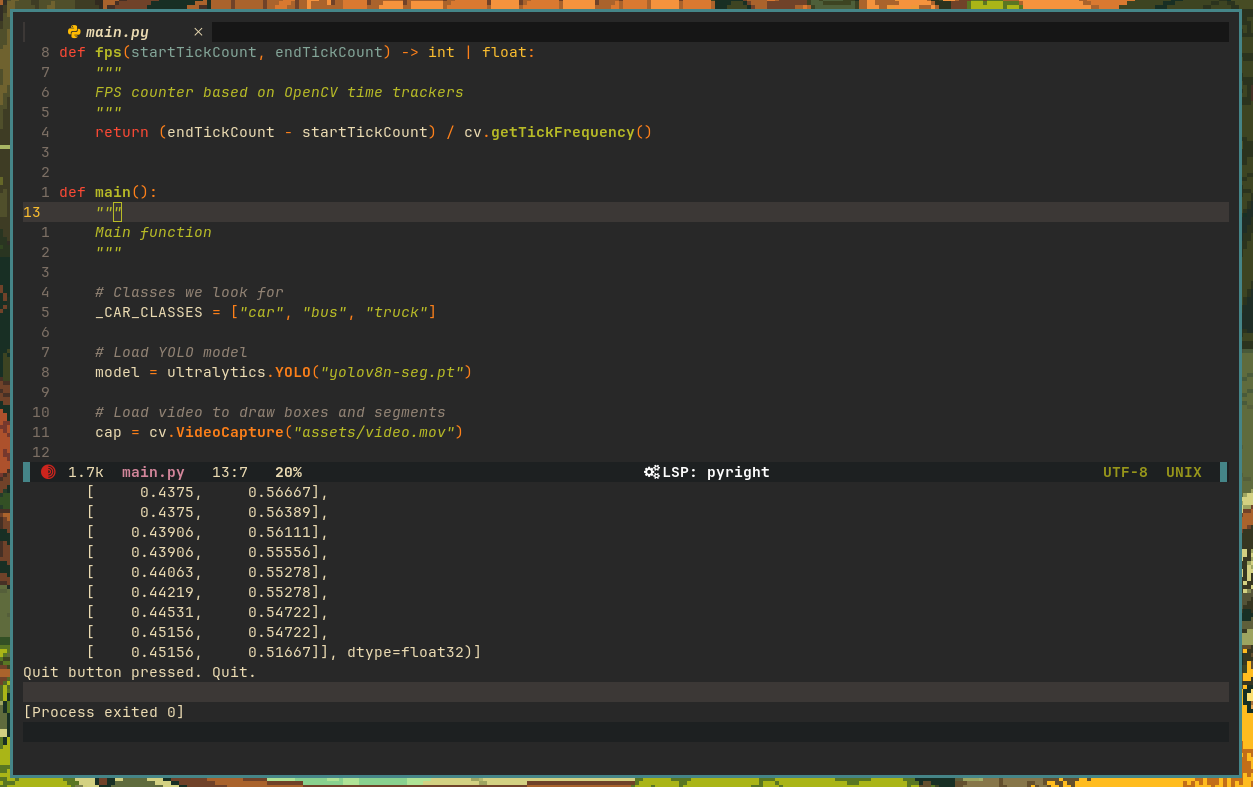 main.py ×
8 def fps(startTickCount, endTickCount) -> int | float:
7     """
6     FPS counter based on OpenCV time trackers
5     """
4     return (endTickCount - startTickCount) / cv.getTickFrequency()
3
2
1 def main():
13     """
1     Main function
2     """
3
4     # Classes we look for
5     _CAR_CLASSES = ["car", "bus", "truck"]
6
7     # Load YOLO model
8     model = ultralytics.YOLO("yolov8n-seg.pt")
9
10     # Load video to draw boxes and segments
11     cap = cv.VideoCapture("assets/video.mov")
12
1.7k main.py 13:7 20% LSP: pyright UTF-8 UNIX
[     0.4375,     0.56667],
[     0.4375,     0.56389],
[    0.43906,     0.56111],
[    0.43906,     0.55556],
[    0.44063,     0.55278],
[    0.44219,     0.55278],
[    0.44531,     0.54722],
[    0.45156,     0.54722],
[    0.45156,     0.51667]], dtype=float32)]
Quit button pressed. Quit.
[Process exited 0]